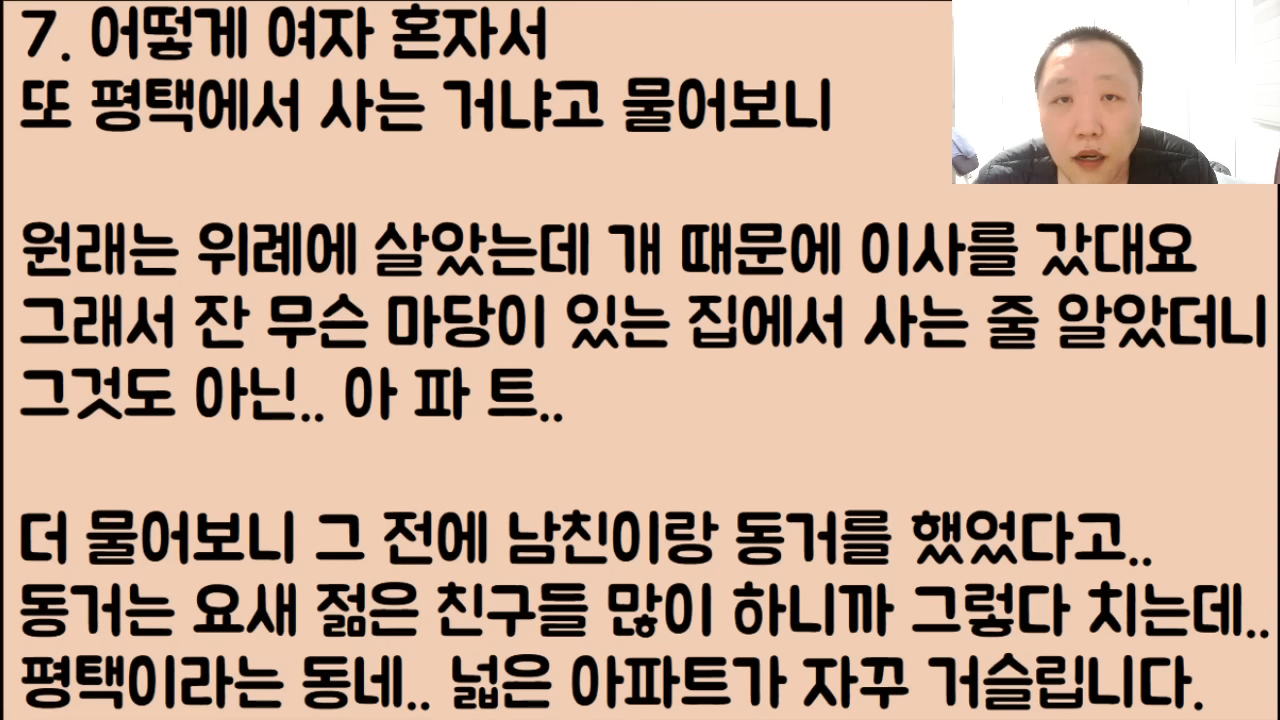 7. 어떻게 여자 혼자서
또 평택에서 사는 거냐고 물어보니
원래는 위례에 살았는데 개 때문에 이사를 갔대요
그래서 잔 무슨 마당이 있는 집에서 사는 줄 알았더니
그것도 아닌.. 아 파 트..
더 물어보니 그 전에 남친이랑 동거를 했었다고..
동거는 요새 젊은 친구들 많이 하니까 그렇다 치는데..
평택이라는 동네.. 넓은 아파트가 자꾸 거슬립니다.